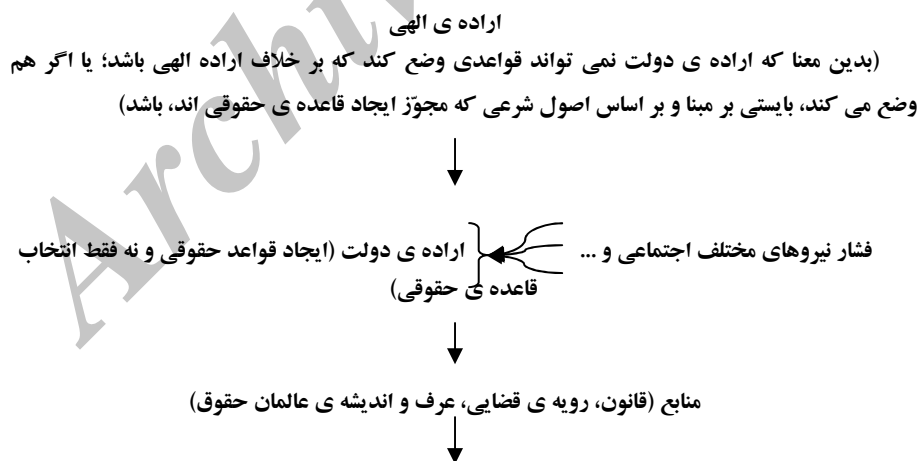 اراده ی الهی
(بدین معنا که اراده ی دولت نمی تواند قواعدی وضع کند که بر خلاف اراده الهی باشد؛ یا اگر هم
وضع می کند، بایستی بر مبنا و بر اساس اصول شرعی که مجوّز ایجاد قاعده ی حقوقی اند، باشد)
فشار نیروهای مختلف اجتماعی و ... اراده ی دولت (ایجاد قواعد حقوقی و نه فقط انتخاب
قاعده ی حقوقی)
منابع (قانون، رویه ی قضایی، عرف و اندیشه ی عالمان حقوق)